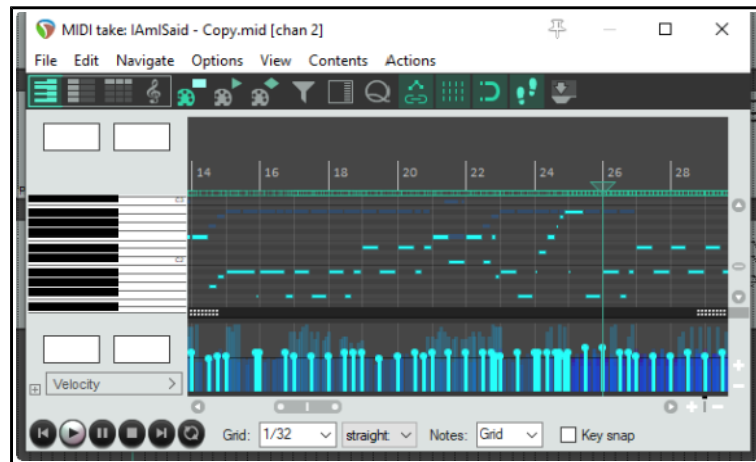 MIDI take: IAmISaid - Copy.mid [chan 2]
File Edit Navigate Options View Contents Actions
14 16 18 20 22 24 26 28
Velocity
Grid: 1/32 straight Notes: Grid Key snap